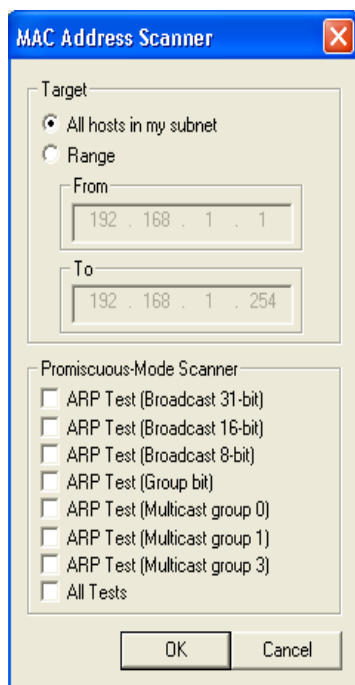 MAC Address Scanner
Target
All hosts in my subnet
Range
From
192 . 168 . 1 . 1
To
192 . 168 . 1 . 254
Promiscuous-Mode Scanner
ARP Test (Broadcast 31-bit)
ARP Test (Broadcast 16-bit)
ARP Test (Broadcast 8-bit)
ARP Test (Group bit)
ARP Test (Multicast group 0)
ARP Test (Multicast group 1)
ARP Test (Multicast group 3)
All Tests
OK Cancel